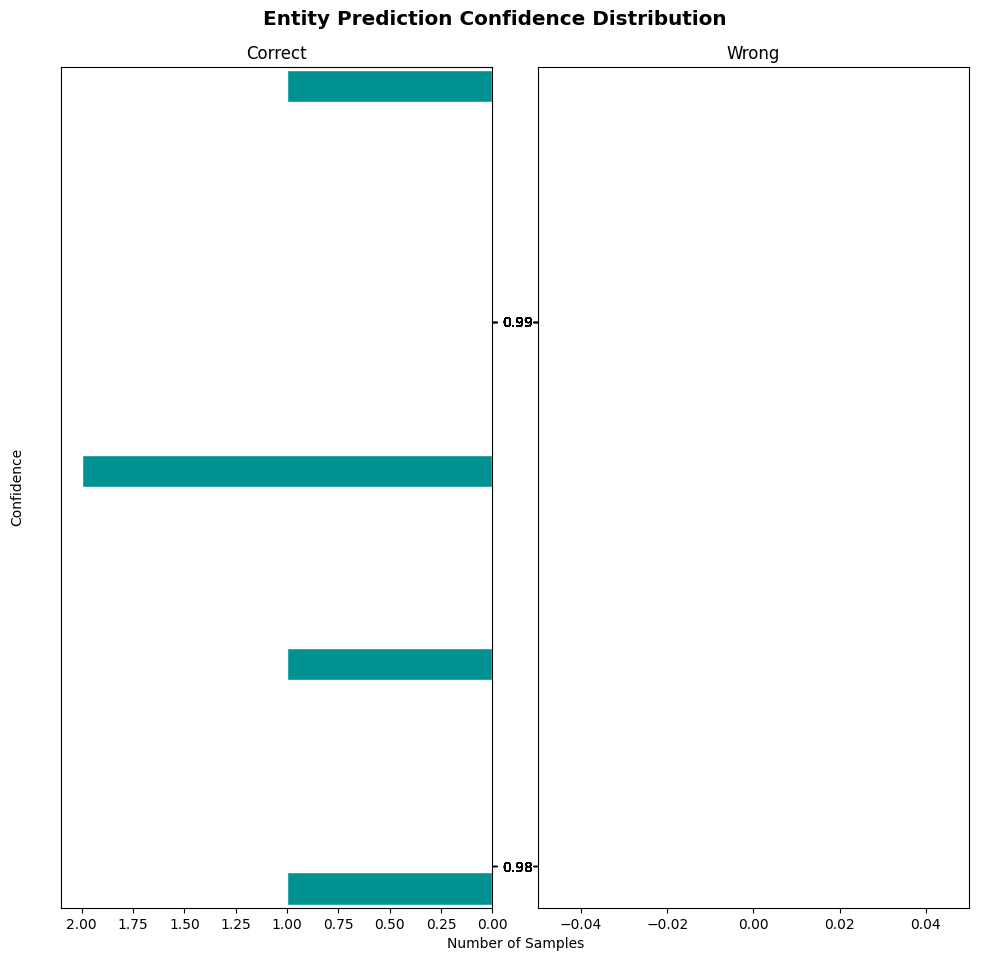 Entity Prediction Confidence Distribution
Correct
Wrong
0.99
Confidence
0.98
2.00 1.75 1.50 1.25 1.00 0.75 0.50 0.25 0.00
−0.04 −0.02 0.00 0.02 0.04
Number of Samples